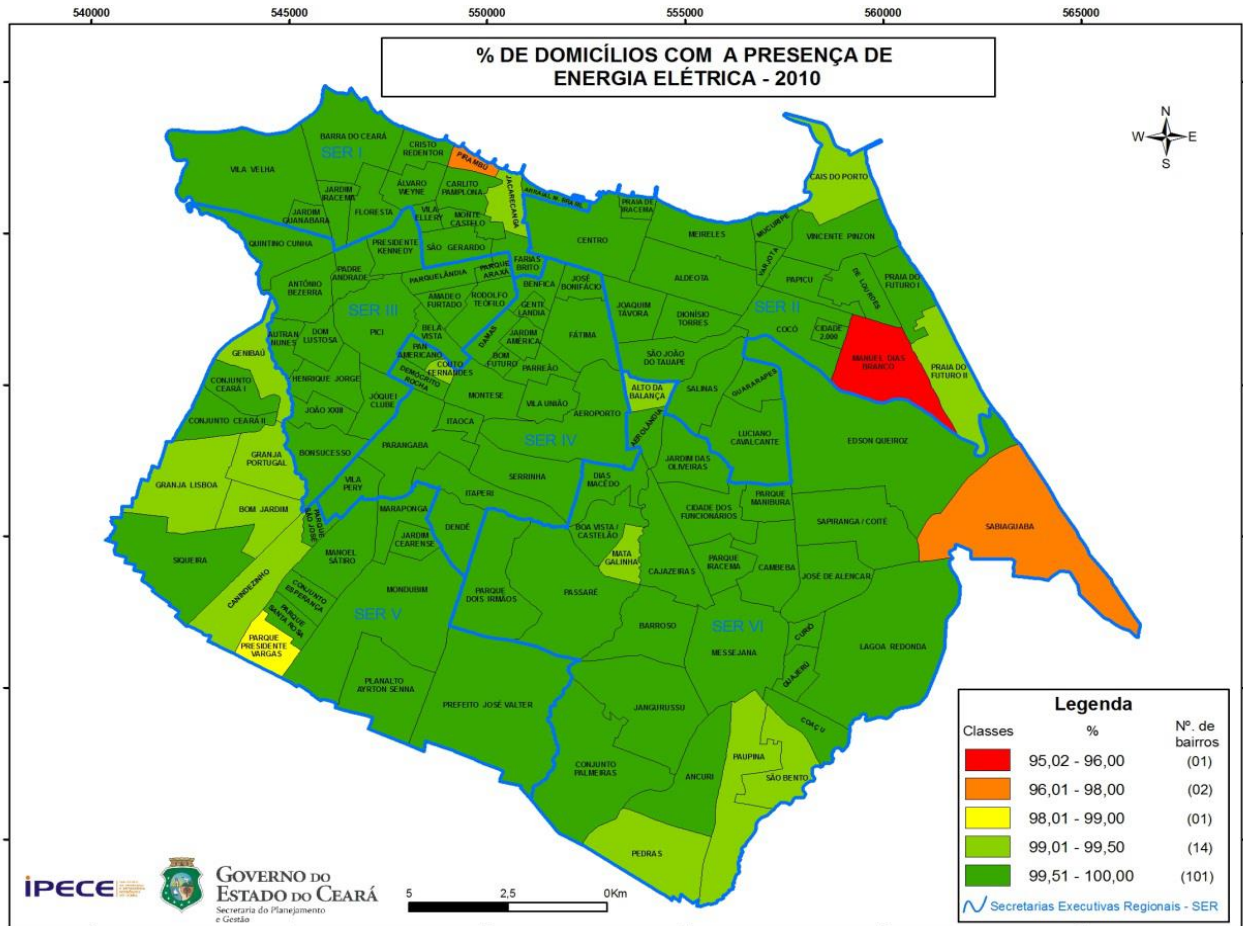 540000 545000 550000 555000 560000 565000
% DE DOMICÍLIOS COM A PRESENÇA DE
ENERGIA ELÉTRICA - 2010
N
W E
S
BARRA DO CEARÁ
SER I
CRISTO
REDENTOR
PIRAMBÚ
VILA VELHA
JARDIM
IRACEMA
ÁLVARO
WEYNE
CARLITO
PAMPLONA
JACARECANGA
JARDIM
GUANABARA
FLORESTA
VILA
ELLERY
MONTE
CASTELO
PRAIA DE
IRACEMA
CAIS DO PORTO
QUINTINO CUNHA
PRESIDENTE
KENNEDY
SÃO GERARDO
CENTRO
MEIRELES
MUCURIPE
VINCENTE PINZON
PADRE
ANDRADE
PARQUELÂNDIA
PARQUE
ARAXÁ
FARIAS
BRITO
VARJOTA
ANTÔNIO
BEZERRA
AMADEO
FURTADO
RODOLFO
TEÓFILO
BENFICA
JOSÉ
BONIFÁCIO
ALDEOTA
PAPICU
DE LOURDES
PRAIA DO
FUTURO I
SER III
GENTE
LANDIA
JOAQUIM
TÁVORA
DIONÍSIO
TORRES
SER II
AUTRAN
NUNES
DOM
LUSTOSA
PICI
BELA
VISTA
DAMAS
JARDIM
AMÉRICA
FÁTIMA
COCÓ
CIDADE
2.000
GENIBAÚ
PAN
AMERICANO
BOM
FUTURO
PARREÃO
SÃO JOÃO
DO TAUAPE
MANUEL DIAS
BRANCO
PRAIA DO
FUTURO II
CONJUNTO
CEARÁ I
HENRIQUE JORGE
DEMÓCRITO
ROCHA
COUTO
FERNANDES
ALTO DA
BALANÇA
SALINAS
GUARARAPES
CONJUNTO CEARÁ II
JOÃO XXIII
JÓQUEI
CLUBE
MONTESE
VILA UNIÃO
AEROPORTO
ITAOCA
AEROLÂNDIA
LUCIANO
CAVALCANTE
EDSON QUEIROZ
GRANJA
PORTUGAL
BONSUCESSO
PARANGABA
SER IV
JARDIM DAS
OLIVEIRAS
GRANJA LISBOA
VILA
PERY
SERRINHA
DIAS
MACÊDO
BOM JARDIM
ITAPERI
PARQUE
MANIBURA
PARQUE
SÃO JOSÉ
MARAPONGA
DENDÊ
CIDADE DOS
FUNCIONÁRIOS
SAPIRANGA / COITÉ
SABIAGUABA
JARDIM
CEARENSE
BOA VISTA /
CASTELÃO
SIQUEIRA
MANOEL
SÁTIRO
MATA
GALINHA
CAJAZEIRAS
PARQUE
IRACEMA
CAMBEBA
JOSÉ DE ALENCAR
CANINDEZINHO
CONJUNTO
ESPERANÇA
MONDUBIM
PARQUE
DOIS IRMÃOS
PASSARÉ
PARQUE
SANTA ROSA
SER V
BARROSO
SER VI
CURIÓ
PARQUE
PRESIDENTE
VARGAS
MESSEJANA
LAGOA REDONDA
GUAJERÚ
PLANALTO
AYRTON SENNA
PREFEITO JOSÉ VALTER
JANGURUSSU
COAÇU
PAUPINA
CONJUNTO
PALMEIRAS
ANCURI
SÃO BENTO
PEDRAS
Legenda
Classes % Nº. de
bairros
95,02 - 96,00 (01)
96,01 - 98,00 (02)
98,01 - 99,00 (01)
99,01 - 99,50 (14)
99,51 - 100,00 (101)
Secretarias Executivas Regionais - SER
iPECE
GOVERNO DO
ESTADO DO CEARÁ
Secretaria do Planejamento
e Gestão
5 2,5 0Km